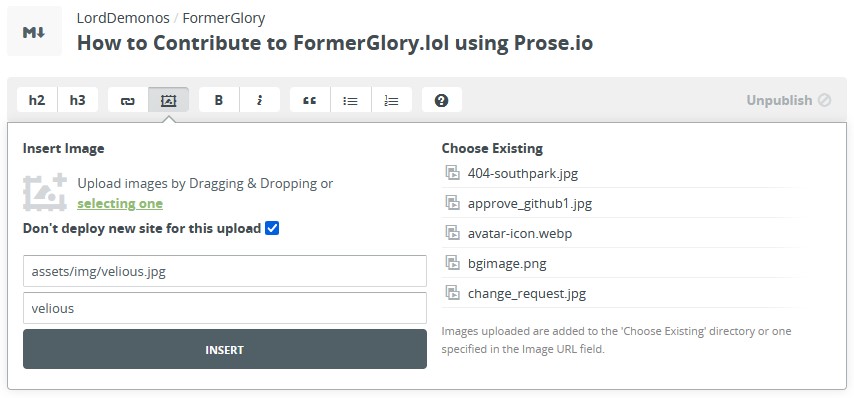 M↓
LordDemonos / FormerGlory
How to Contribute to FormerGlory.lol using Prose.io
h2 h3 B i “ ? Unpublish
Insert Image
Upload images by Dragging & Dropping or
selecting one
Don't deploy new site for this upload
assets/img/velious.jpg
velious
INSERT
Choose Existing
404-southpark.jpg
approve_github1.jpg
avatar-icon.webp
bgimage.png
change_request.jpg
Images uploaded are added to the 'Choose Existing' directory or one
specified in the Image URL field.